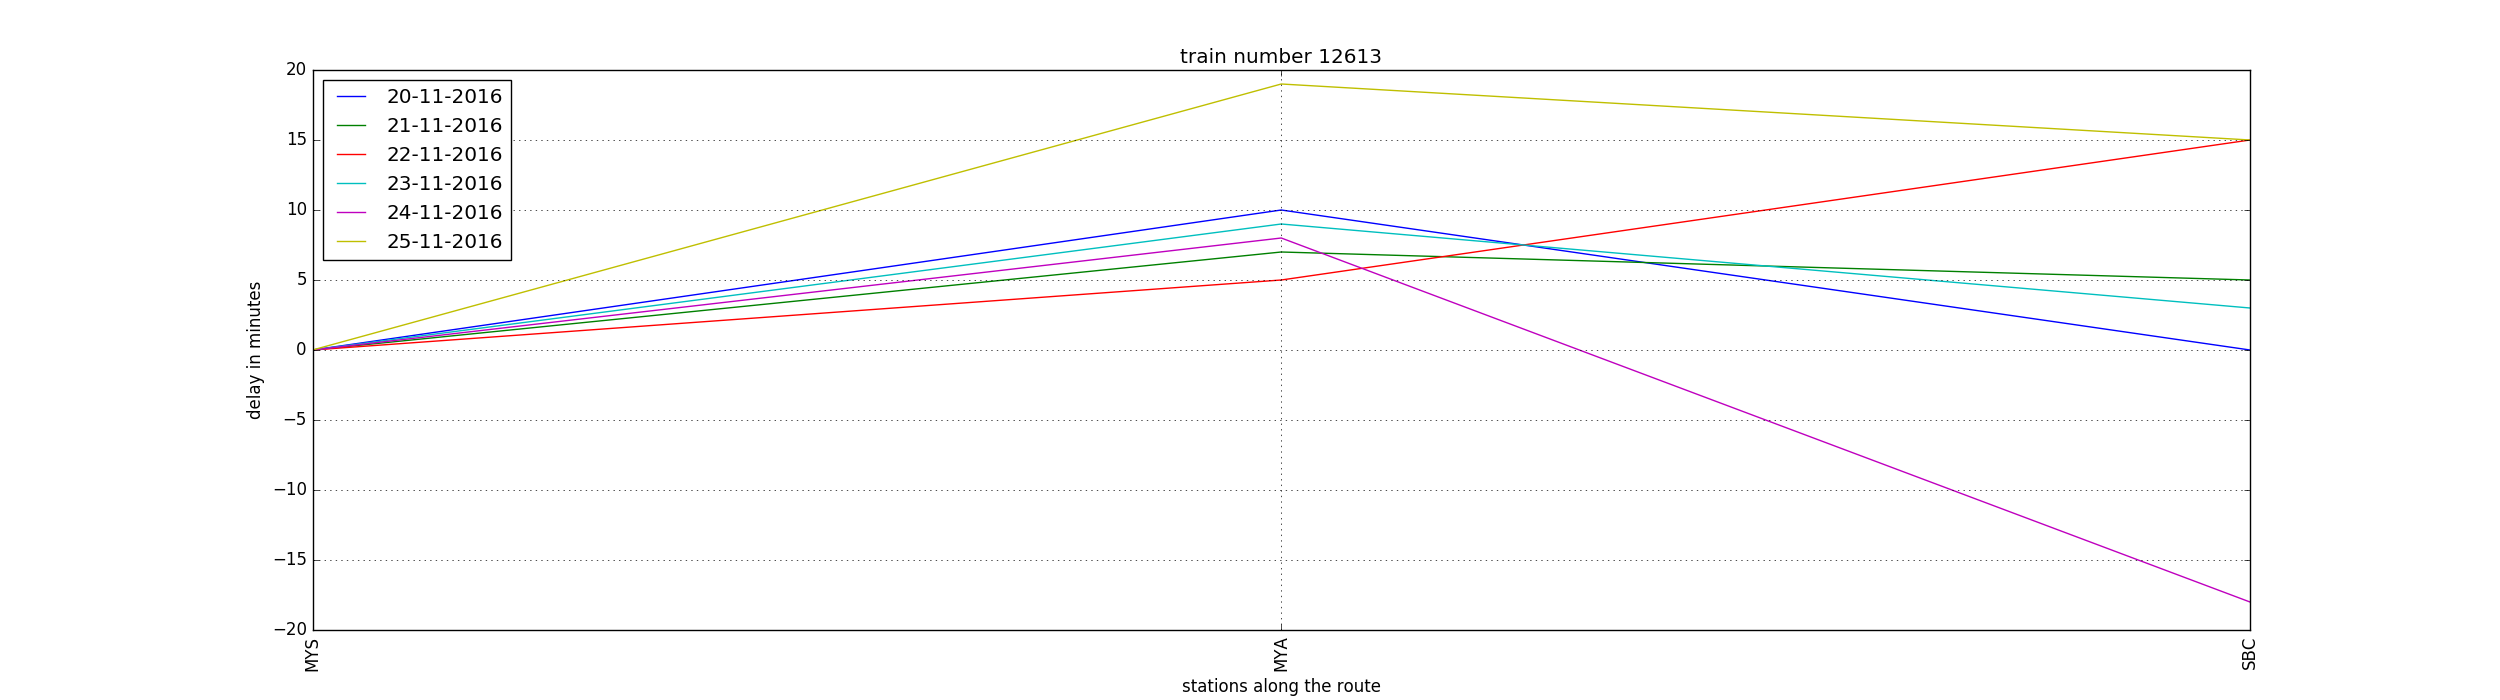 train number 12613
20
15
10
5
0
−5
−10
−15
−20
delay in minutes
20-11-2016
21-11-2016
22-11-2016
23-11-2016
24-11-2016
25-11-2016
MYS
MYA
SBC
stations along the route